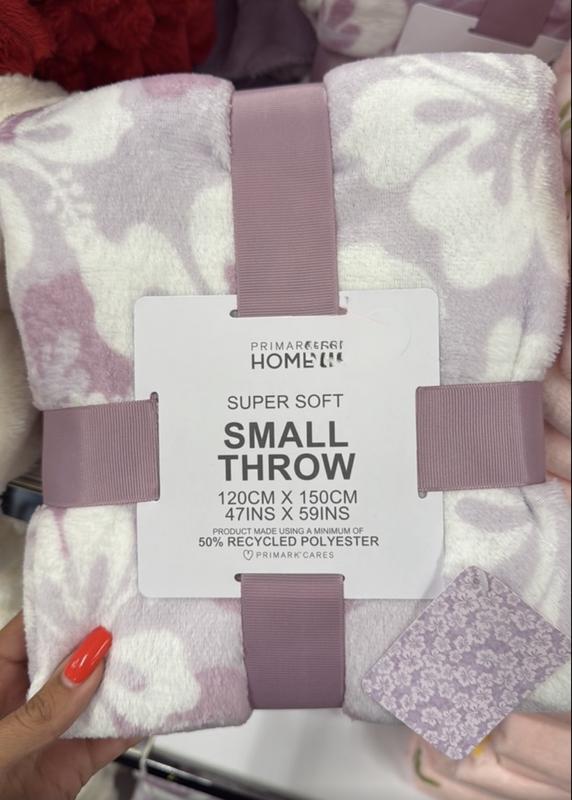 HOME
SUPER SOFT
SMALL
THROW
120CM X 150CM
47INS X 59INS
PRODUCT MADE USING A MINIMUM OF
50% RECYCLED POLYESTER
PRIMARK CARES